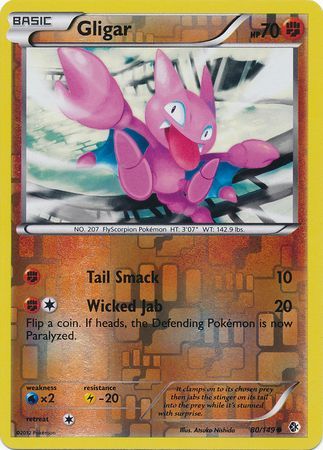 BASIC
Gligar
HP 70
NO. 207 FlyScorpion Pokémon HT: 3'07" WT: 142.9 lbs.
Tail Smack 10
Wicked Jab 20
Flip a coin. If heads, the Defending Pokémon is now
Paralyzed.
weakness
×2
resistance
-20
retreat
It clamps on to its chosen prey
then jabs the stinger on its tail
into the prey while it's stunned
with surprise.
©2012 Pokémon
Illus. Atsuko Nishida
80/149